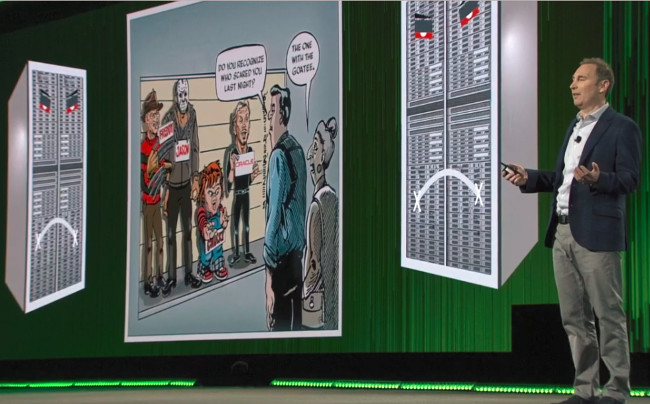 DO YOU RECOGNIZE
WHO SCARED YOU
LAST NIGHT?
THE ONE
WITH THE
GOATEE.
FREDDY
JASON
ORACLE
CHUCKY